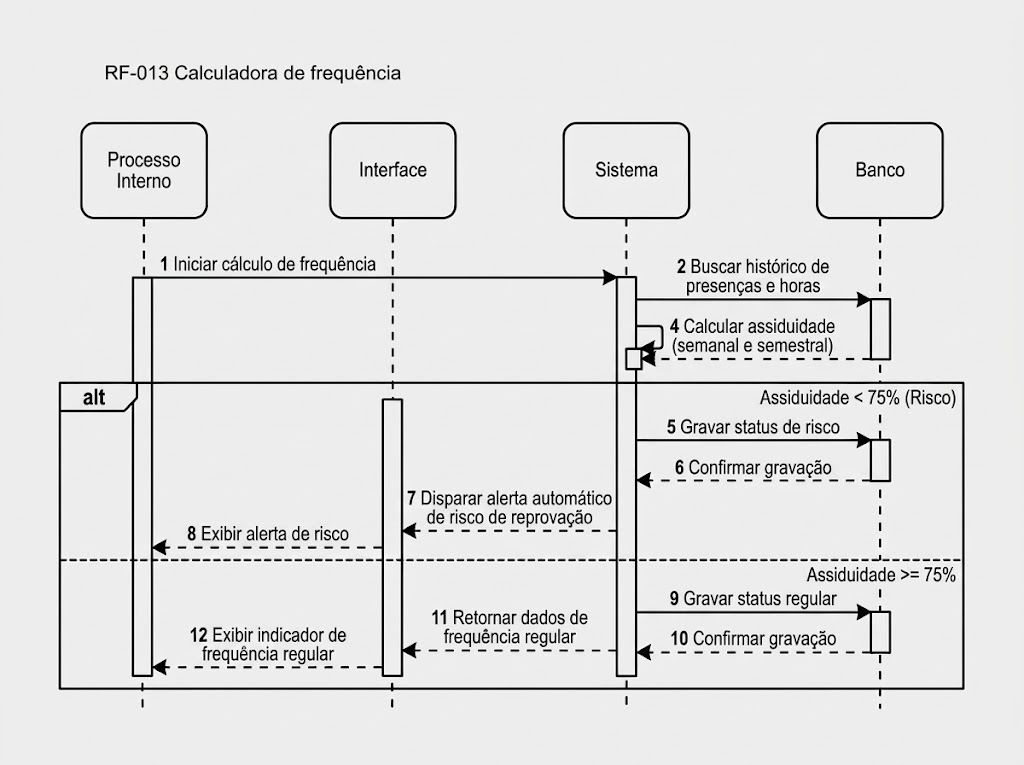 RF-013 Calculadora de frequência
Processo
Interno
Interface
Sistema
Banco
1 Iniciar cálculo de frequência
2 Buscar histórico de
presenças e horas
4 Calcular assiduidade
(semanal e semestral)
alt
Assiduidade < 75% (Risco)
5 Gravar status de risco
6 Confirmar gravação
7 Disparar alerta automático
de risco de reprovação
8 Exibir alerta de risco
Assiduidade >= 75%
9 Gravar status regular
10 Confirmar gravação
11 Retornar dados de
frequência regular
12 Exibir indicador de
frequência regular